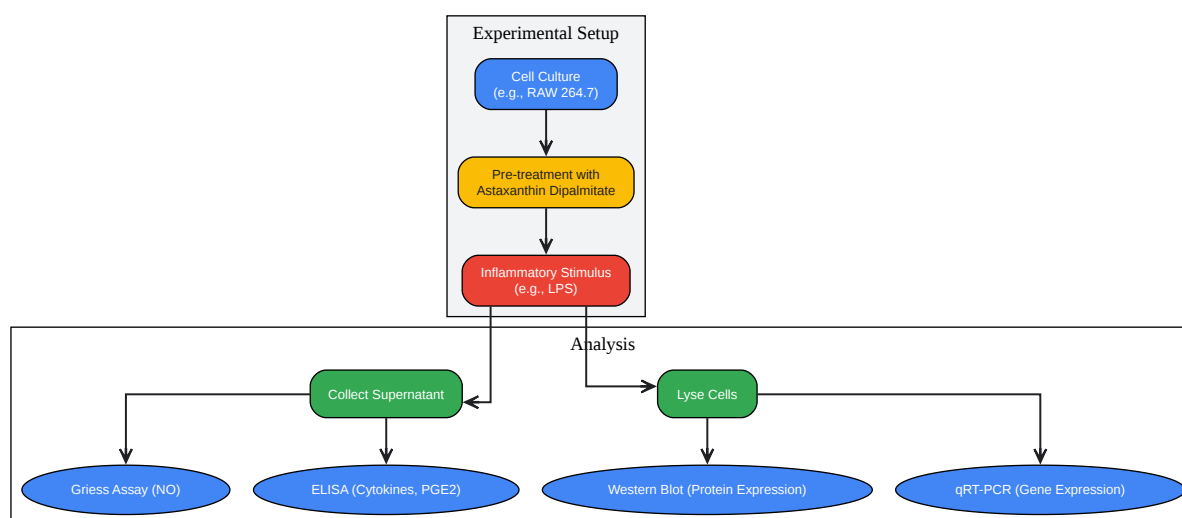 Experimental Setup
Cell Culture
(e.g., RAW 264.7)
Pre-treatment with
Astaxanthin Dipalmitate
Inflammatory Stimulus
(e.g., LPS)
Analysis
Collect Supernatant
Lyse Cells
Griess Assay (NO)
ELISA (Cytokines, PGE2)
Western Blot (Protein Expression)
qRT-PCR (Gene Expression)